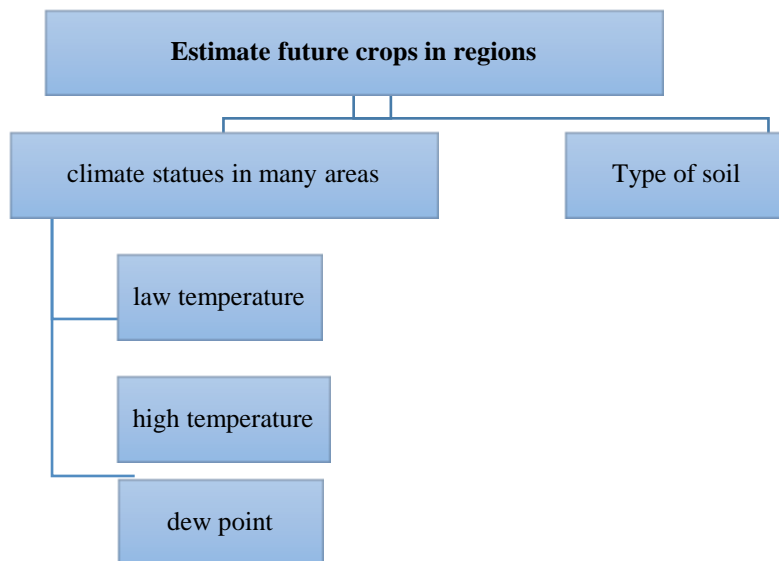 Estimate future crops in regions
climate statues in many areas
Type of soil
law temperature
high temperature
dew point